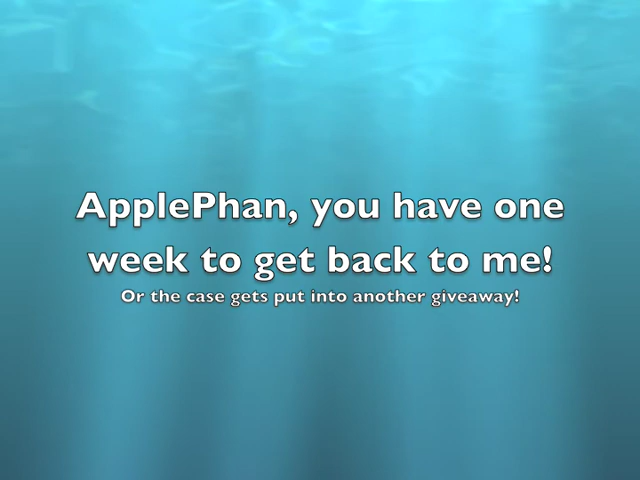 ApplePhan, you have one
week to get back to me!
Or the case gets put into another giveaway!